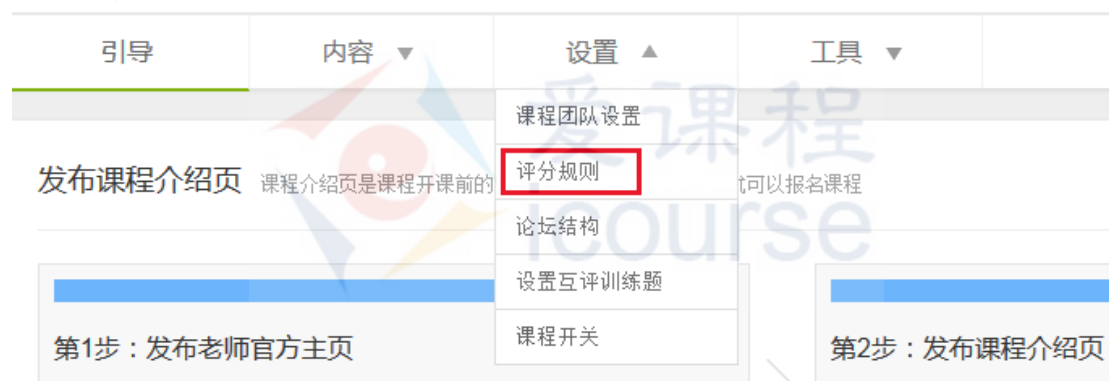 引导 内容 ▼ 设置 ▲ 工具 ▼
课程团队设置
评分规则
论坛结构
设置互评训练题
课程开关
发布课程介绍页 课程介绍页是课程开课前的 可以报名课程
第1步：发布老师官方主页
第2步：发布课程介绍页
爱课程
icourse